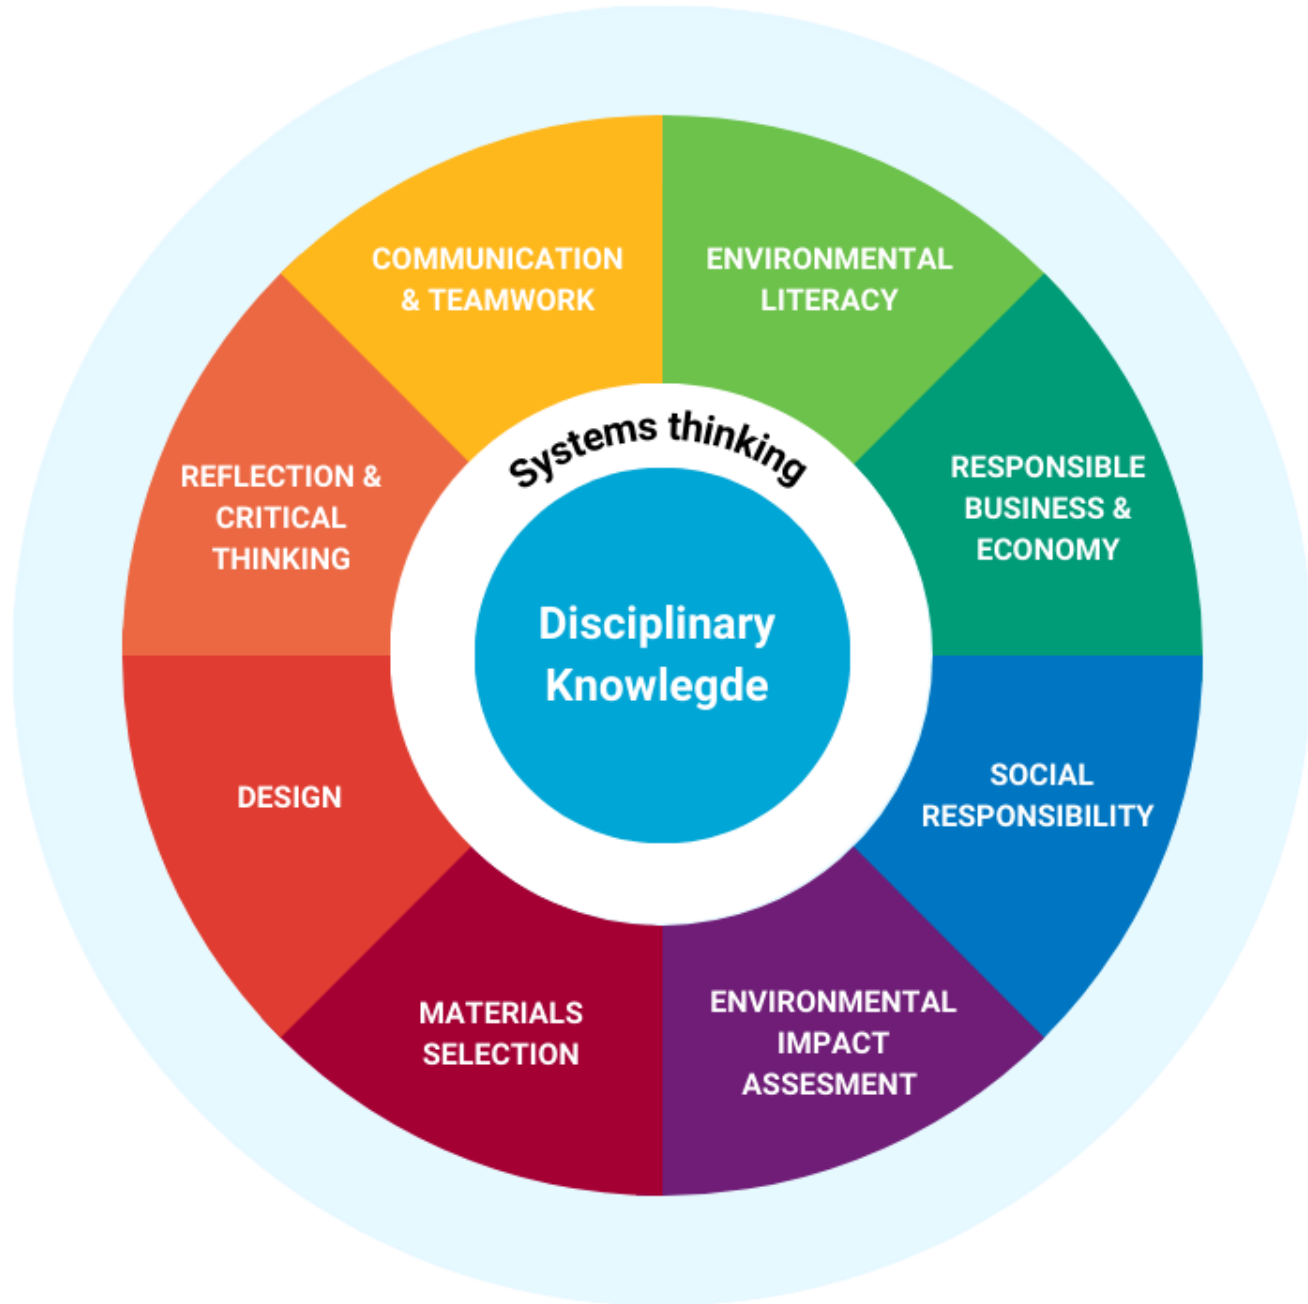 COMMUNICATION
& TEAMWORK
ENVIRONMENTAL
LITERACY
RESPONSIBLE
BUSINESS &
ECONOMY
SOCIAL
RESPONSIBILITY
ENVIRONMENTAL
IMPACT
ASSESMENT
MATERIALS
SELECTION
DESIGN
REFLECTION &
CRITICAL
THINKING
Systems thinking
Disciplinary
Knowlegde